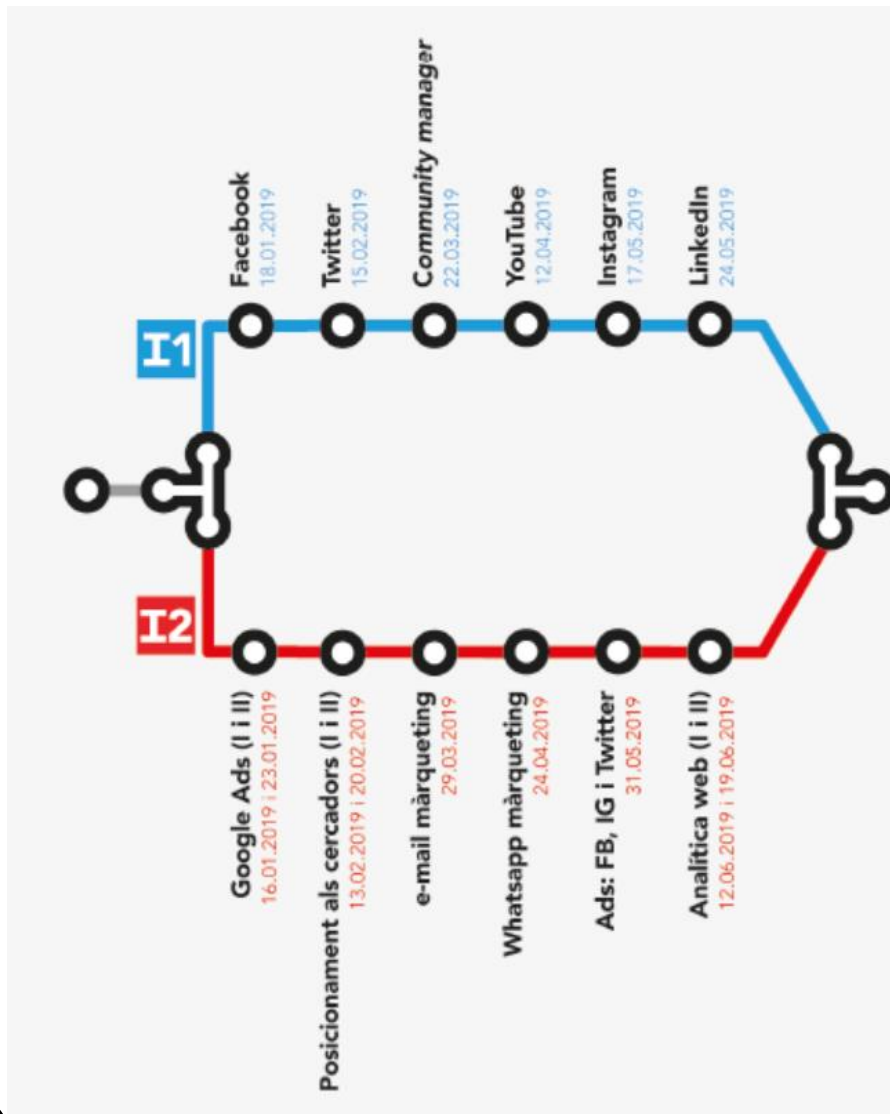 I1
Facebook
18.01.2019
Twitter
15.02.2019
Community manager
22.03.2019
YouTube
12.04.2019
Instagram
17.05.2019
LinkedIn
24.05.2019
I2
Google Ads (I i II)
16.01.2019 i 23.01.2019
Posicionament als cercadors (I i II)
13.02.2019 i 20.02.2019
e-mail màrqueting
29.03.2019
Whatsapp màrqueting
24.04.2019
Ads: FB, IG i Twitter
31.05.2019
Analítica web (I i II)
12.06.2019 i 19.06.2019